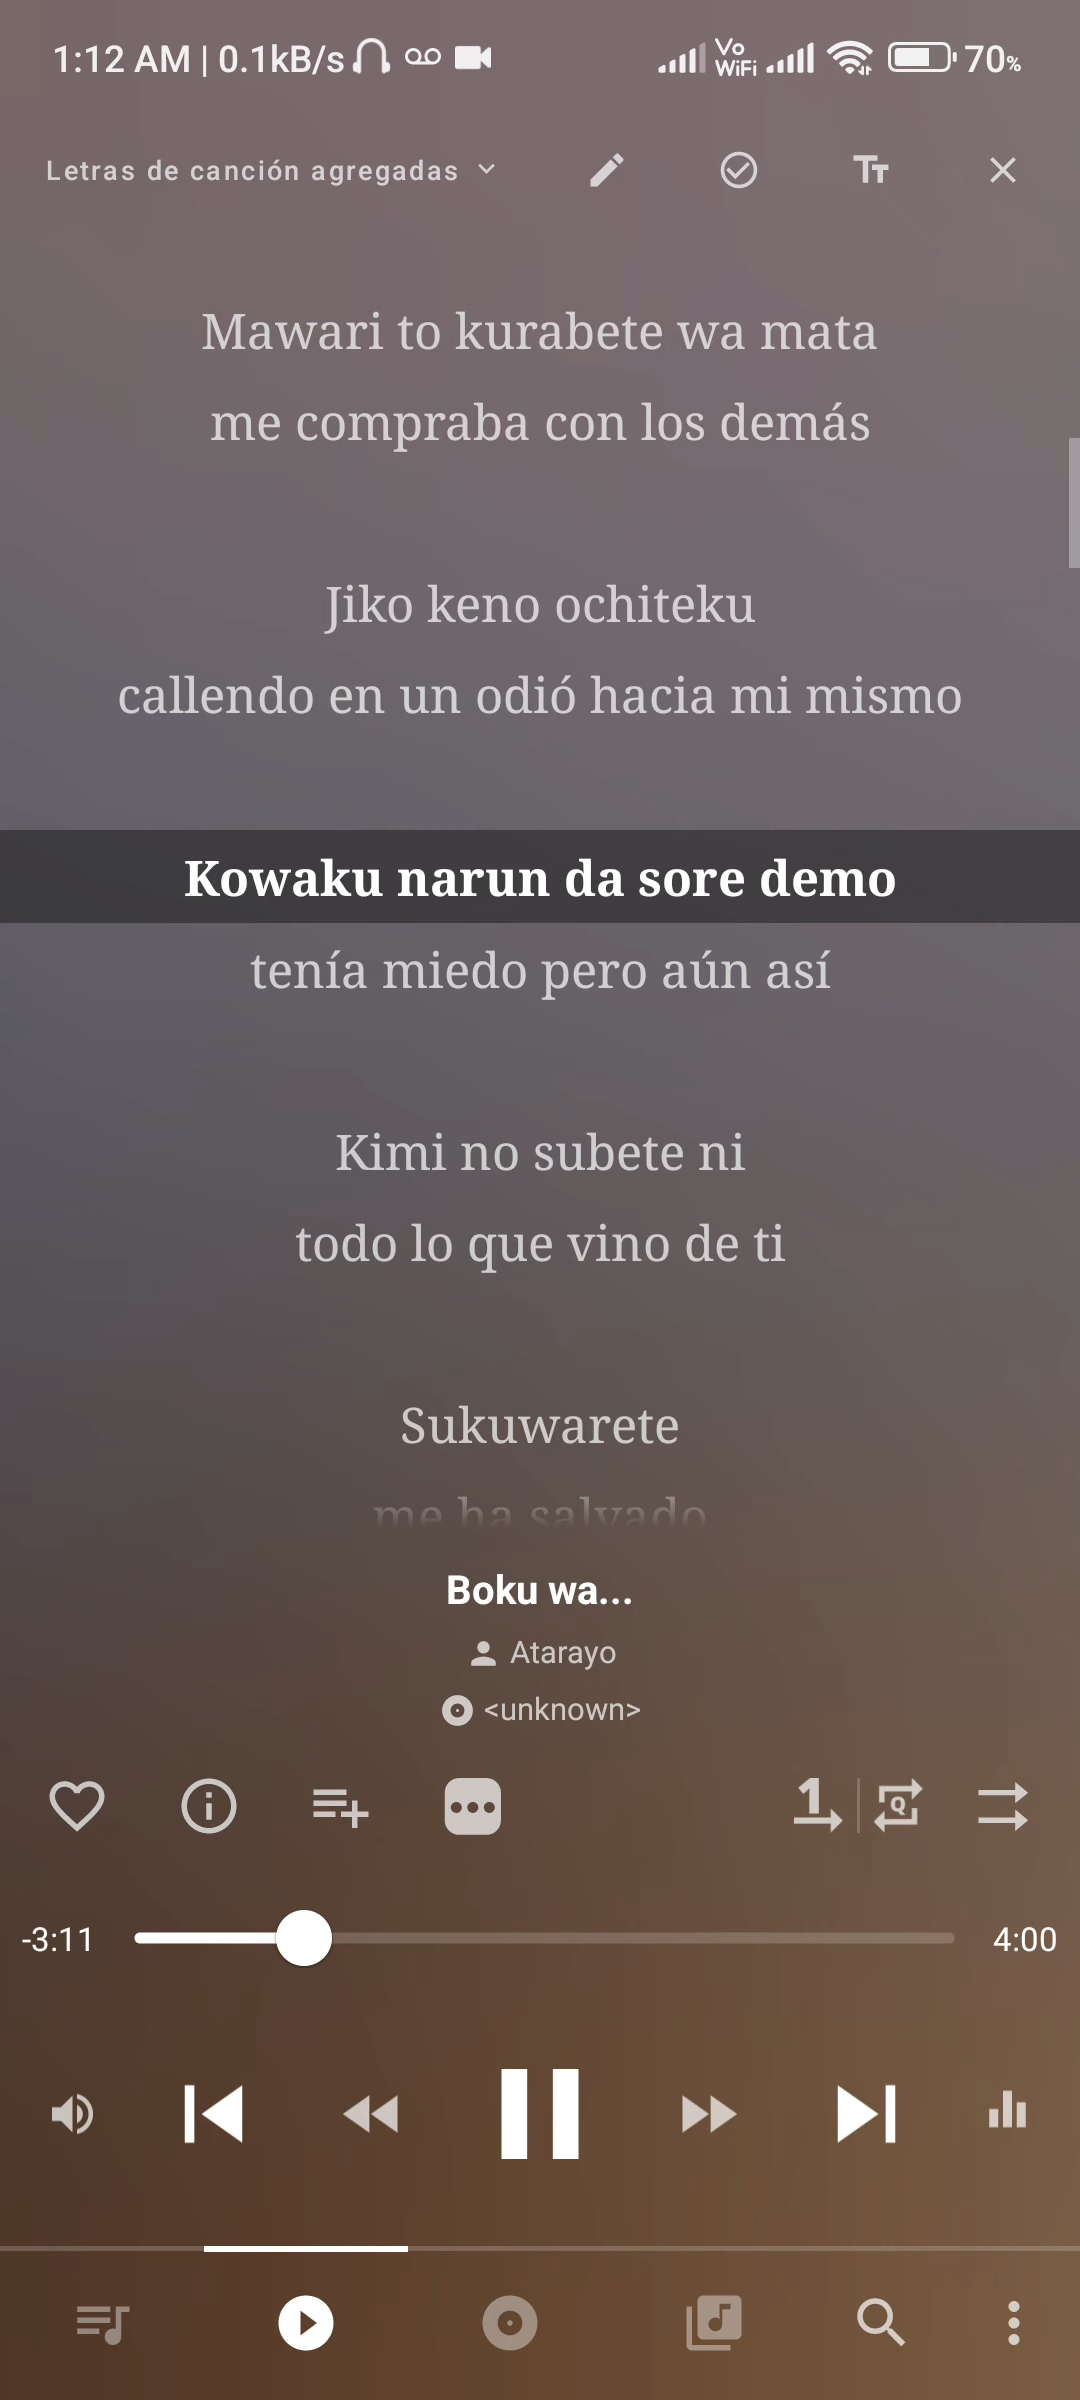 1:12 AM | 0.1kB/s Vo WiFi 70%
Letras de canción agregadas
Mawari to kurabete wa mata
me compraba con los demás
Jiko keno ochiteku
callendo en un odió hacia mi mismo
Kowaku narun da sore demo
tenía miedo pero aún así
Kimi no subete ni
todo lo que vino de ti
Sukuwarete
me ha salvado
Boku wa...
Atarayo
<unknown>
1 Q
-3:11 4:00